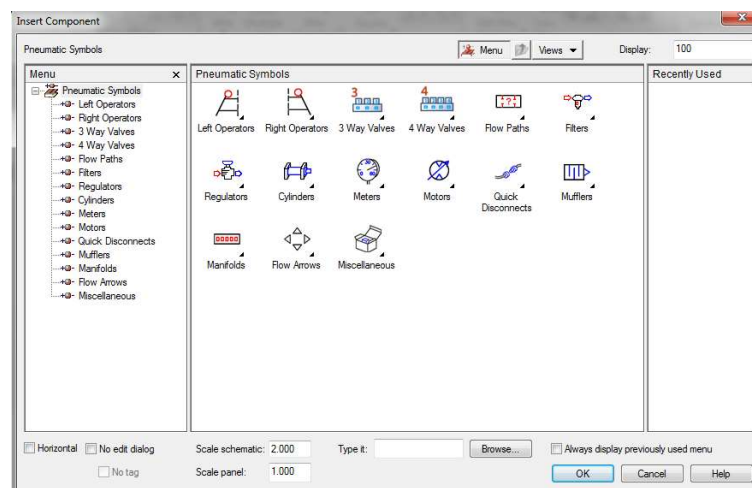 Insert Component
Pneumatic Symbols
Menu
Views
Display:
100
Menu
x
Pneumatic Symbols
Left Operators
Right Operators
3 Way Valves
4 Way Valves
Flow Paths
Filters
Regulators
Cylinders
Meters
Motors
Quick Disconnects
Mufflers
Manifolds
Flow Arrows
Miscellaneous
Pneumatic Symbols
3
4
Left Operators
Right Operators
3 Way Valves
4 Way Valves
Flow Paths
Filters
Regulators
Cylinders
Meters
Motors
Quick
Disconnects
Mufflers
Manifolds
Flow Arrows
Miscellaneous
Recently Used
Horizontal
No edit dialog
No tag
Scale schematic:
2.000
Scale panel:
1.000
Type it:
Browse...
Always display previously used menu
OK
Cancel
Help